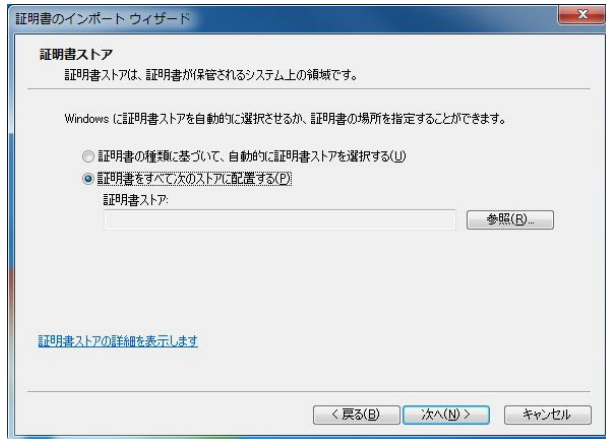 証明書のインポート ウィザード
証明書ストア
証明書ストアは、証明書が保管されるシステム上の領域です。
Windows に証明書ストアを自動的に選択させるか、証明書の場所を指定することができます。
証明書の種類に基づいて、自動的に証明書ストアを選択する(U)
証明書をすべて次のストアに配置する(P)
証明書ストア:
参照(R)...
証明書ストアの詳細を表示します
< 戻る(B)
次へ(N) >
キャンセル